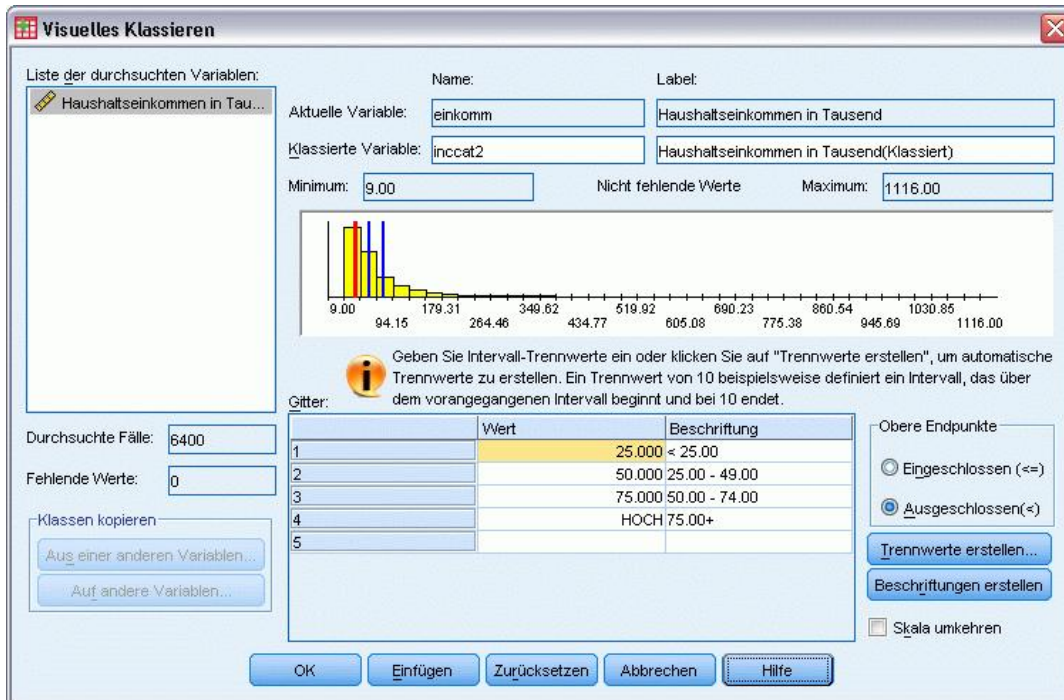 Visuelles Klassieren
Liste der durchsuchten Variablen:
Haushaltseinkommen in Tau...
Name:
Label:
Aktuelle Variable:
einkomm
Haushaltseinkommen in Tausend
Klassierte Variable:
inccat2
Haushaltseinkommen in Tausend(Klassiert)
Minimum:
9.00
Nicht fehlende Werte
Maximum:
1116.00
9.00 179.31 349.62 519.92 690.23 860.54 1030.85
94.15 264.46 434.77 605.08 775.38 945.69 1116.00
Geben Sie Intervall-Trennwerte ein oder klicken Sie auf "Trennwerte erstellen", um automatische
Trennwerte zu erstellen. Ein Trennwert von 10 beispielsweise definiert ein Intervall, das über
dem vorangegangenen Intervall beginnt und bei 10 endet.
Gitter:
Wert Beschriftung
1 25.000 < 25.00
2 50.000 25.00 - 49.00
3 75.000 50.00 - 74.00
4 HOCH 75.00+
5
Durchsuchte Fälle:
6400
Fehlende Werte:
0
Klassen kopieren
Aus einer anderen Variablen...
Auf andere Variablen...
Obere Endpunkte
Eingeschlossen (<=)
Ausgeschlossen(<)
Trennwerte erstellen...
Beschriftungen erstellen
Skala umkehren
OK
Einfügen
Zurücksetzen
Abbrechen
Hilfe